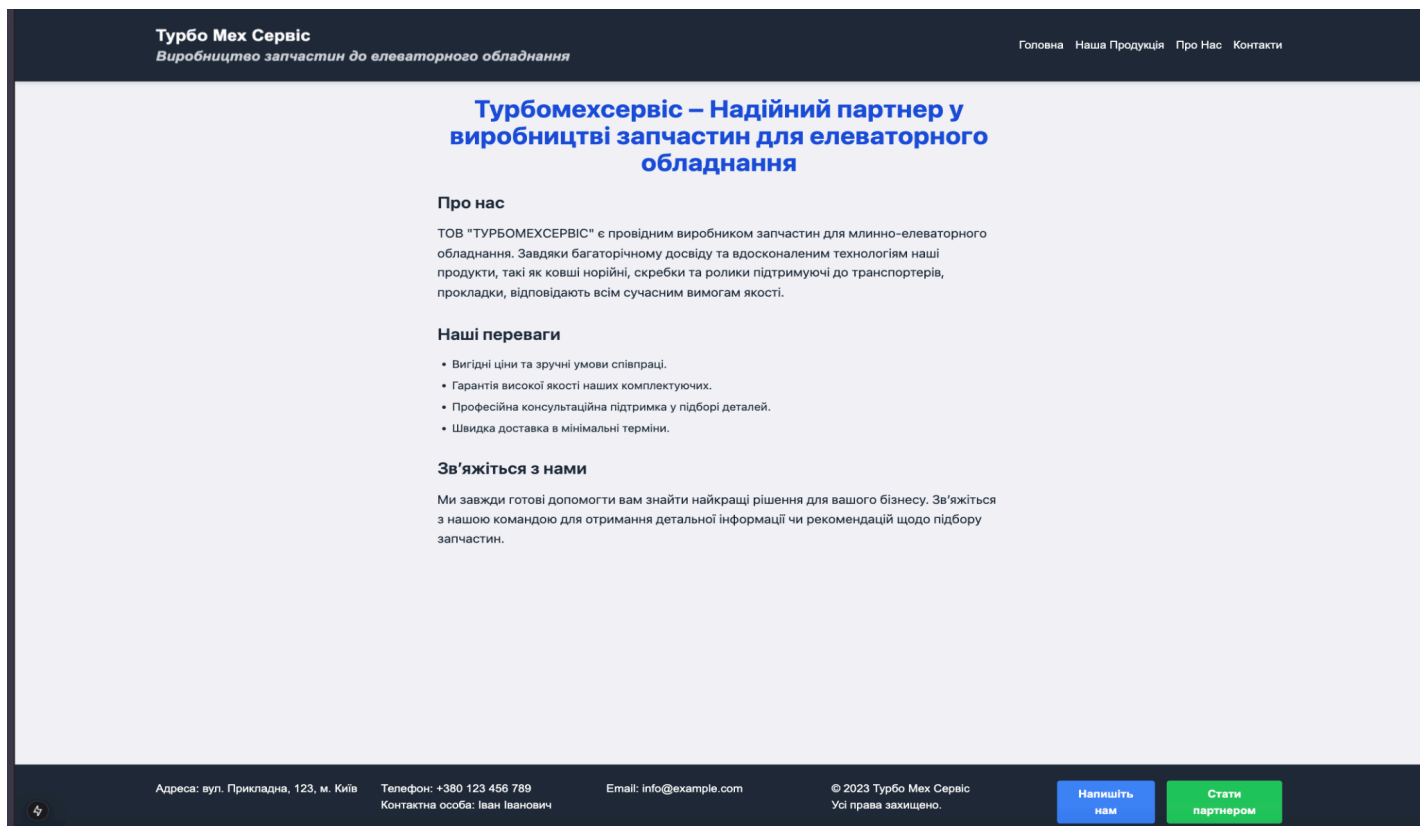 Турбо Мех Сервіс
Виробництво запчастин до елеваторного обладнання
Головна Наша Продукція Про Нас Контакти
Турбомехсервіс – Надійний партнер у
виробництві запчастин для елеваторного
обладнання
Про нас
ТОВ "ТУРБОМЕХСЕРВІС" є провідним виробником запчастин для млинно-елеваторного
обладнання. Завдяки багаторічному досвіду та вдосконаленим технологіям наші
продукти, такі як ковші норійні, скребки та ролики підтримуючі до транспортерів,
прокладки, відповідають всім сучасним вимогам якості.
Наші переваги
• Вигідні ціни та зручні умови співпраці.
• Гарантія високої якості наших комплектуючих.
• Професійна консультаційна підтримка у підборі деталей.
• Швидка доставка в мінімальні терміни.
Зв’яжіться з нами
Ми завжди готові допомогти вам знайти найкращі рішення для вашого бізнесу. Зв’яжіться
з нашою командою для отримання детальної інформації чи рекомендацій щодо підбору
запчастин.
Адреса: вул. Прикладна, 123, м. Київ
Телефон: +380 123 456 789
Контактна особа: Іван Іванович
Email: info@example.com
© 2023 Турбо Мех Сервіс
Усі права захищено.
Напишіть
нам
Стати
партнером